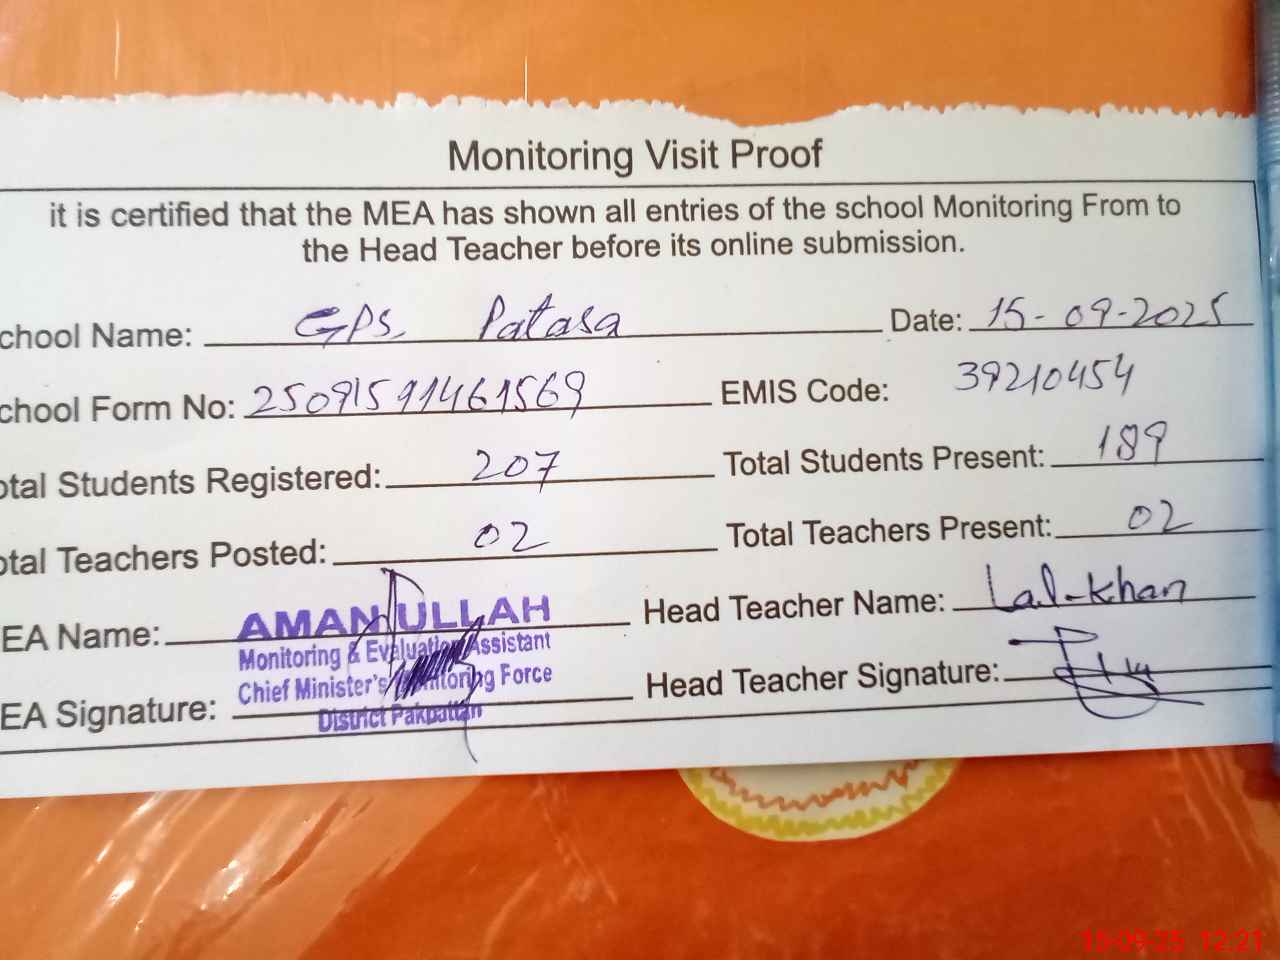 Monitoring Visit Proof
it is certified that the MEA has shown all entries of the school Monitoring From to
the Head Teacher before its online submission.
chool Name: GPS Patasa Date: 15-09-2025
chool Form No: 25091591461569 EMIS Code: 39210454
otal Students Registered: 207 Total Students Present: 189
otal Teachers Posted: 02 Total Teachers Present: 02
EA Name: AMANULLAH Head Teacher Name: Lal-khan
Monitoring & Evaluation Assistant
Chief Minister's Monitoring Force
EA Signature: Head Teacher Signature:
District Pakpattan
15-09-25 12:21